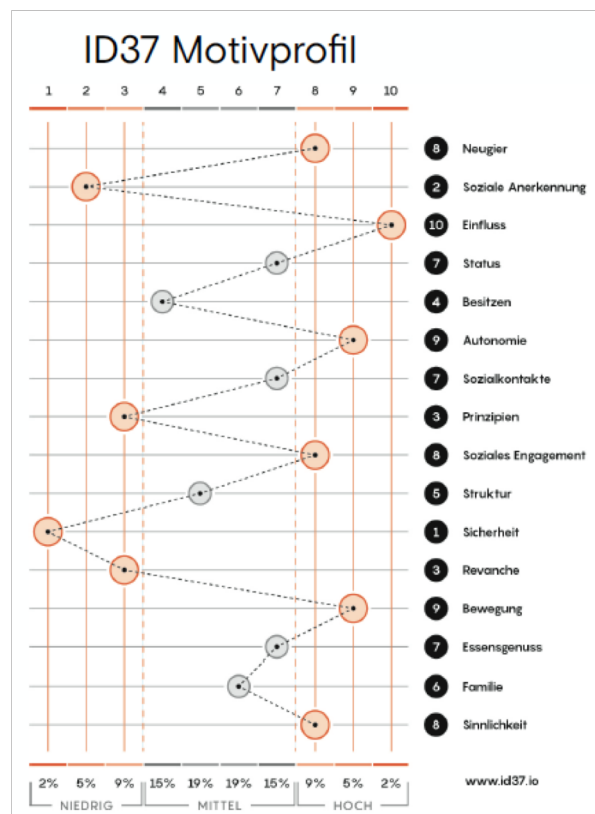 ID37 Motivprofil
1 2 3 4 5 6 7 8 9 10
8 Neugier
2 Soziale Anerkennung
10 Einfluss
7 Status
4 Besitzen
9 Autonomie
7 Sozialkontakte
3 Prinzipien
8 Soziales Engagement
5 Struktur
1 Sicherheit
3 Revanche
9 Bewegung
7 Essensgenuss
6 Familie
8 Sinnlichkeit
2% 5% 9% 15% 19% 19% 15% 9% 5% 2% www.id37.io
NIEDRIG MITTEL HOCH